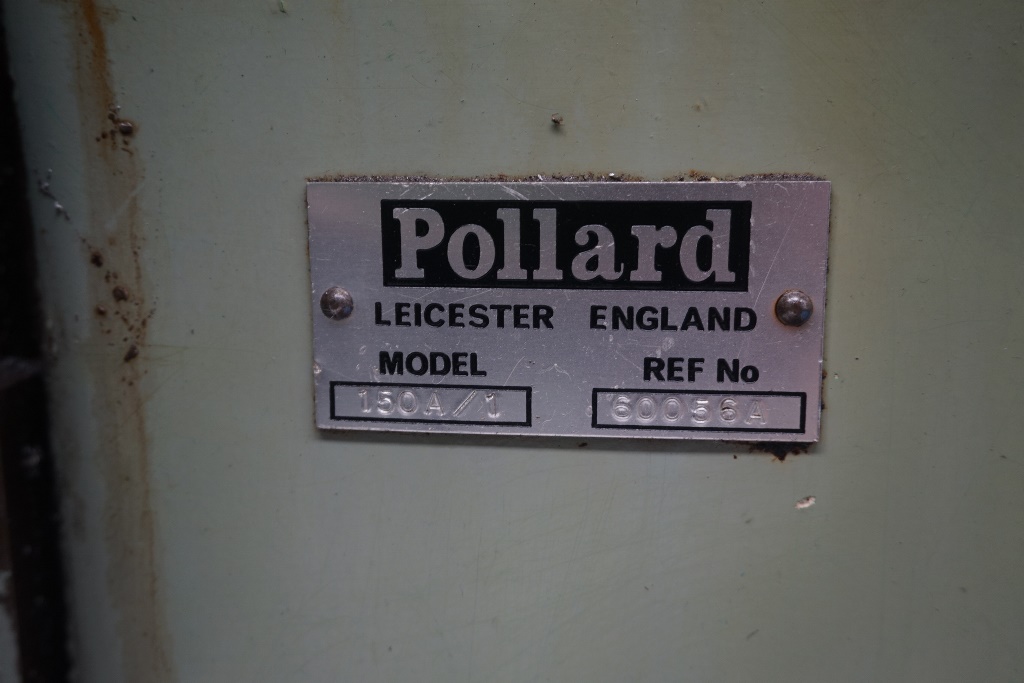 Pollard
LEICESTER ENGLAND
MODEL REF No
150A/1 60056A